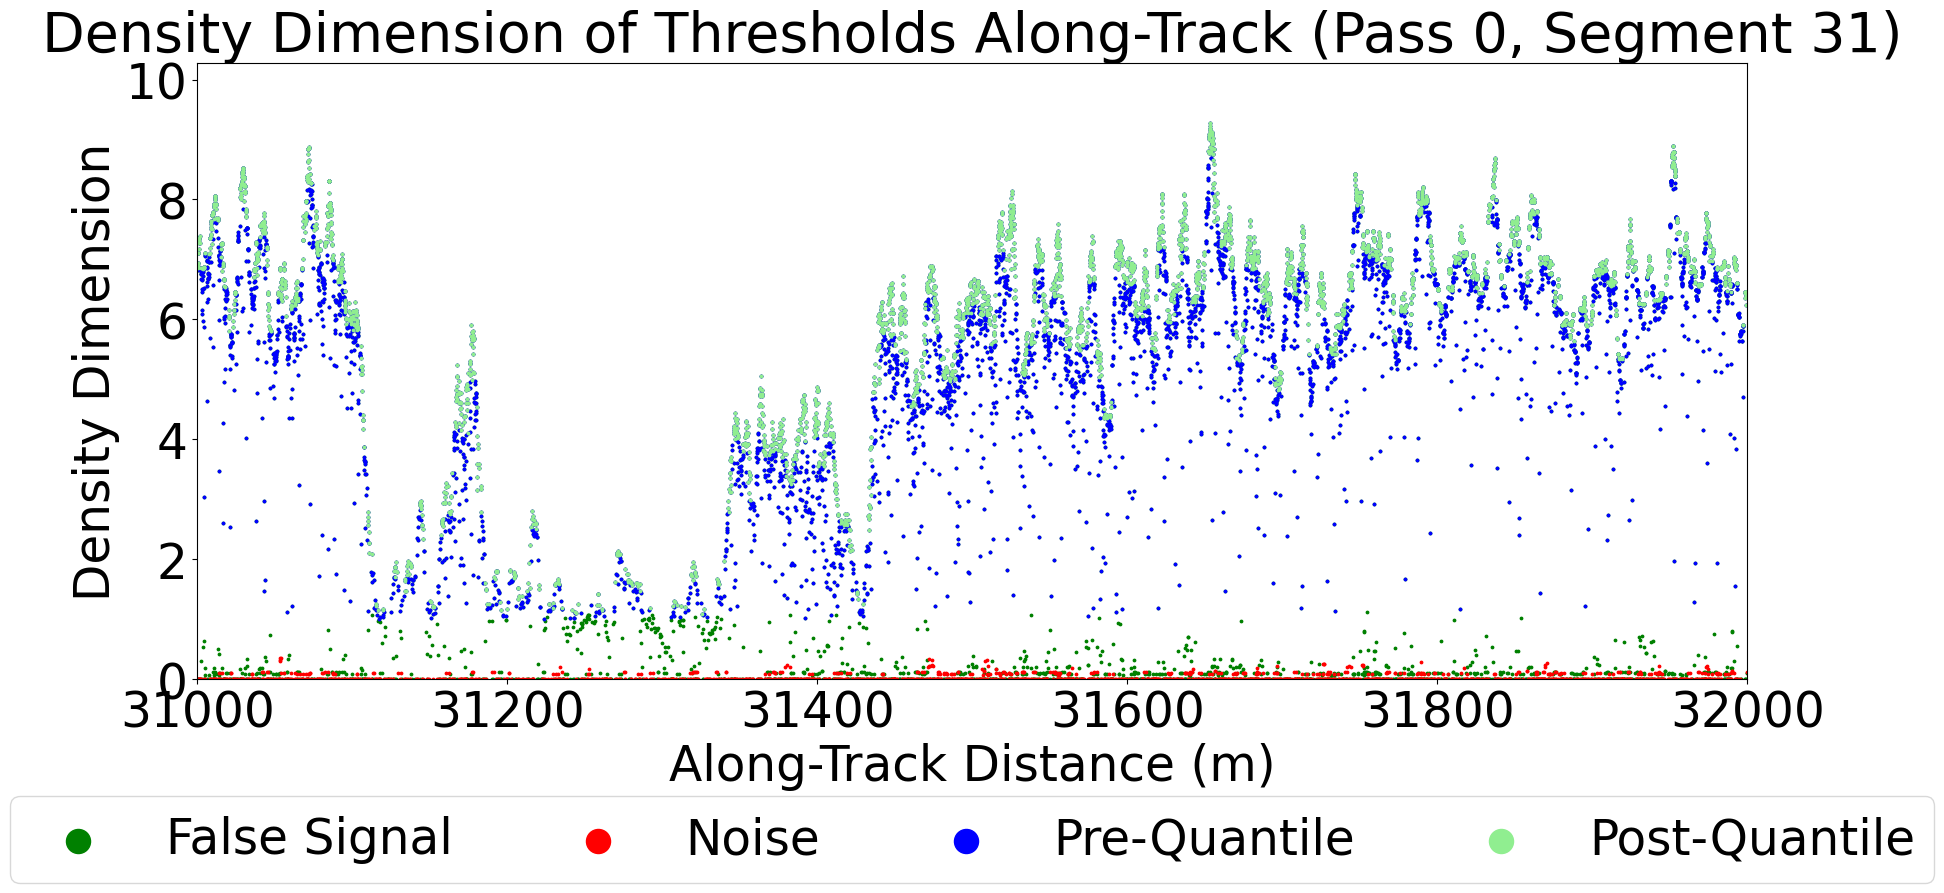 Density Dimension of Thresholds Along-Track (Pass 0, Segment 31)
10
8
6
4
2
0
Density Dimension
31000 31200 31400 31600 31800 32000
Along-Track Distance (m)
False Signal Noise Pre-Quantile Post-Quantile